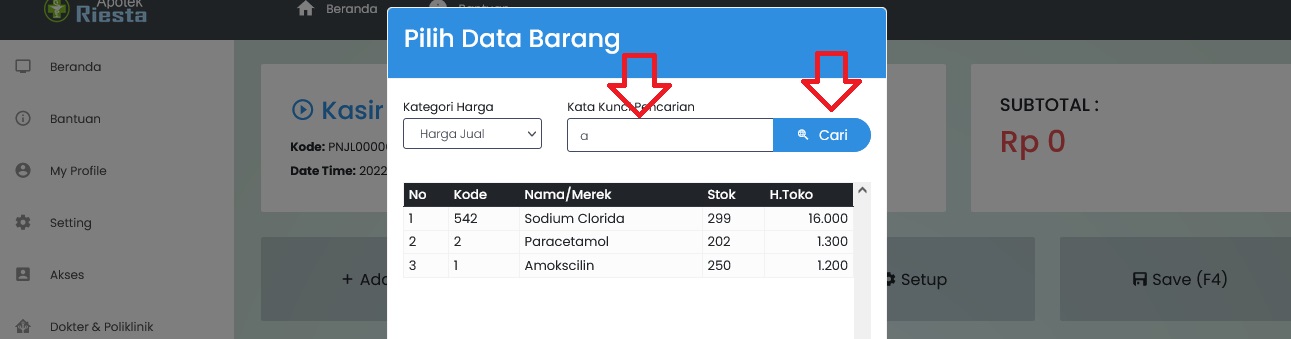 Apotek
Riesta
Beranda
Bantuan
Beranda
Bantuan
My Profile
Setting
Akses
Dokter & Poliklinik
Kasir
Kode: PNJL0000
Date Time: 2022
Pilih Data Barang
Kategori Harga
Harga Jual
Kata Kunci Pencarian
a
Cari
No Kode Nama/Merek Stok H.Toko
1 542 Sodium Clorida 299 16.000
2 2 Paracetamol 202 1.300
3 1 Amokscilin 250 1.200
SUBTOTAL :
Rp 0
+ Add
Setup
Save (F4)